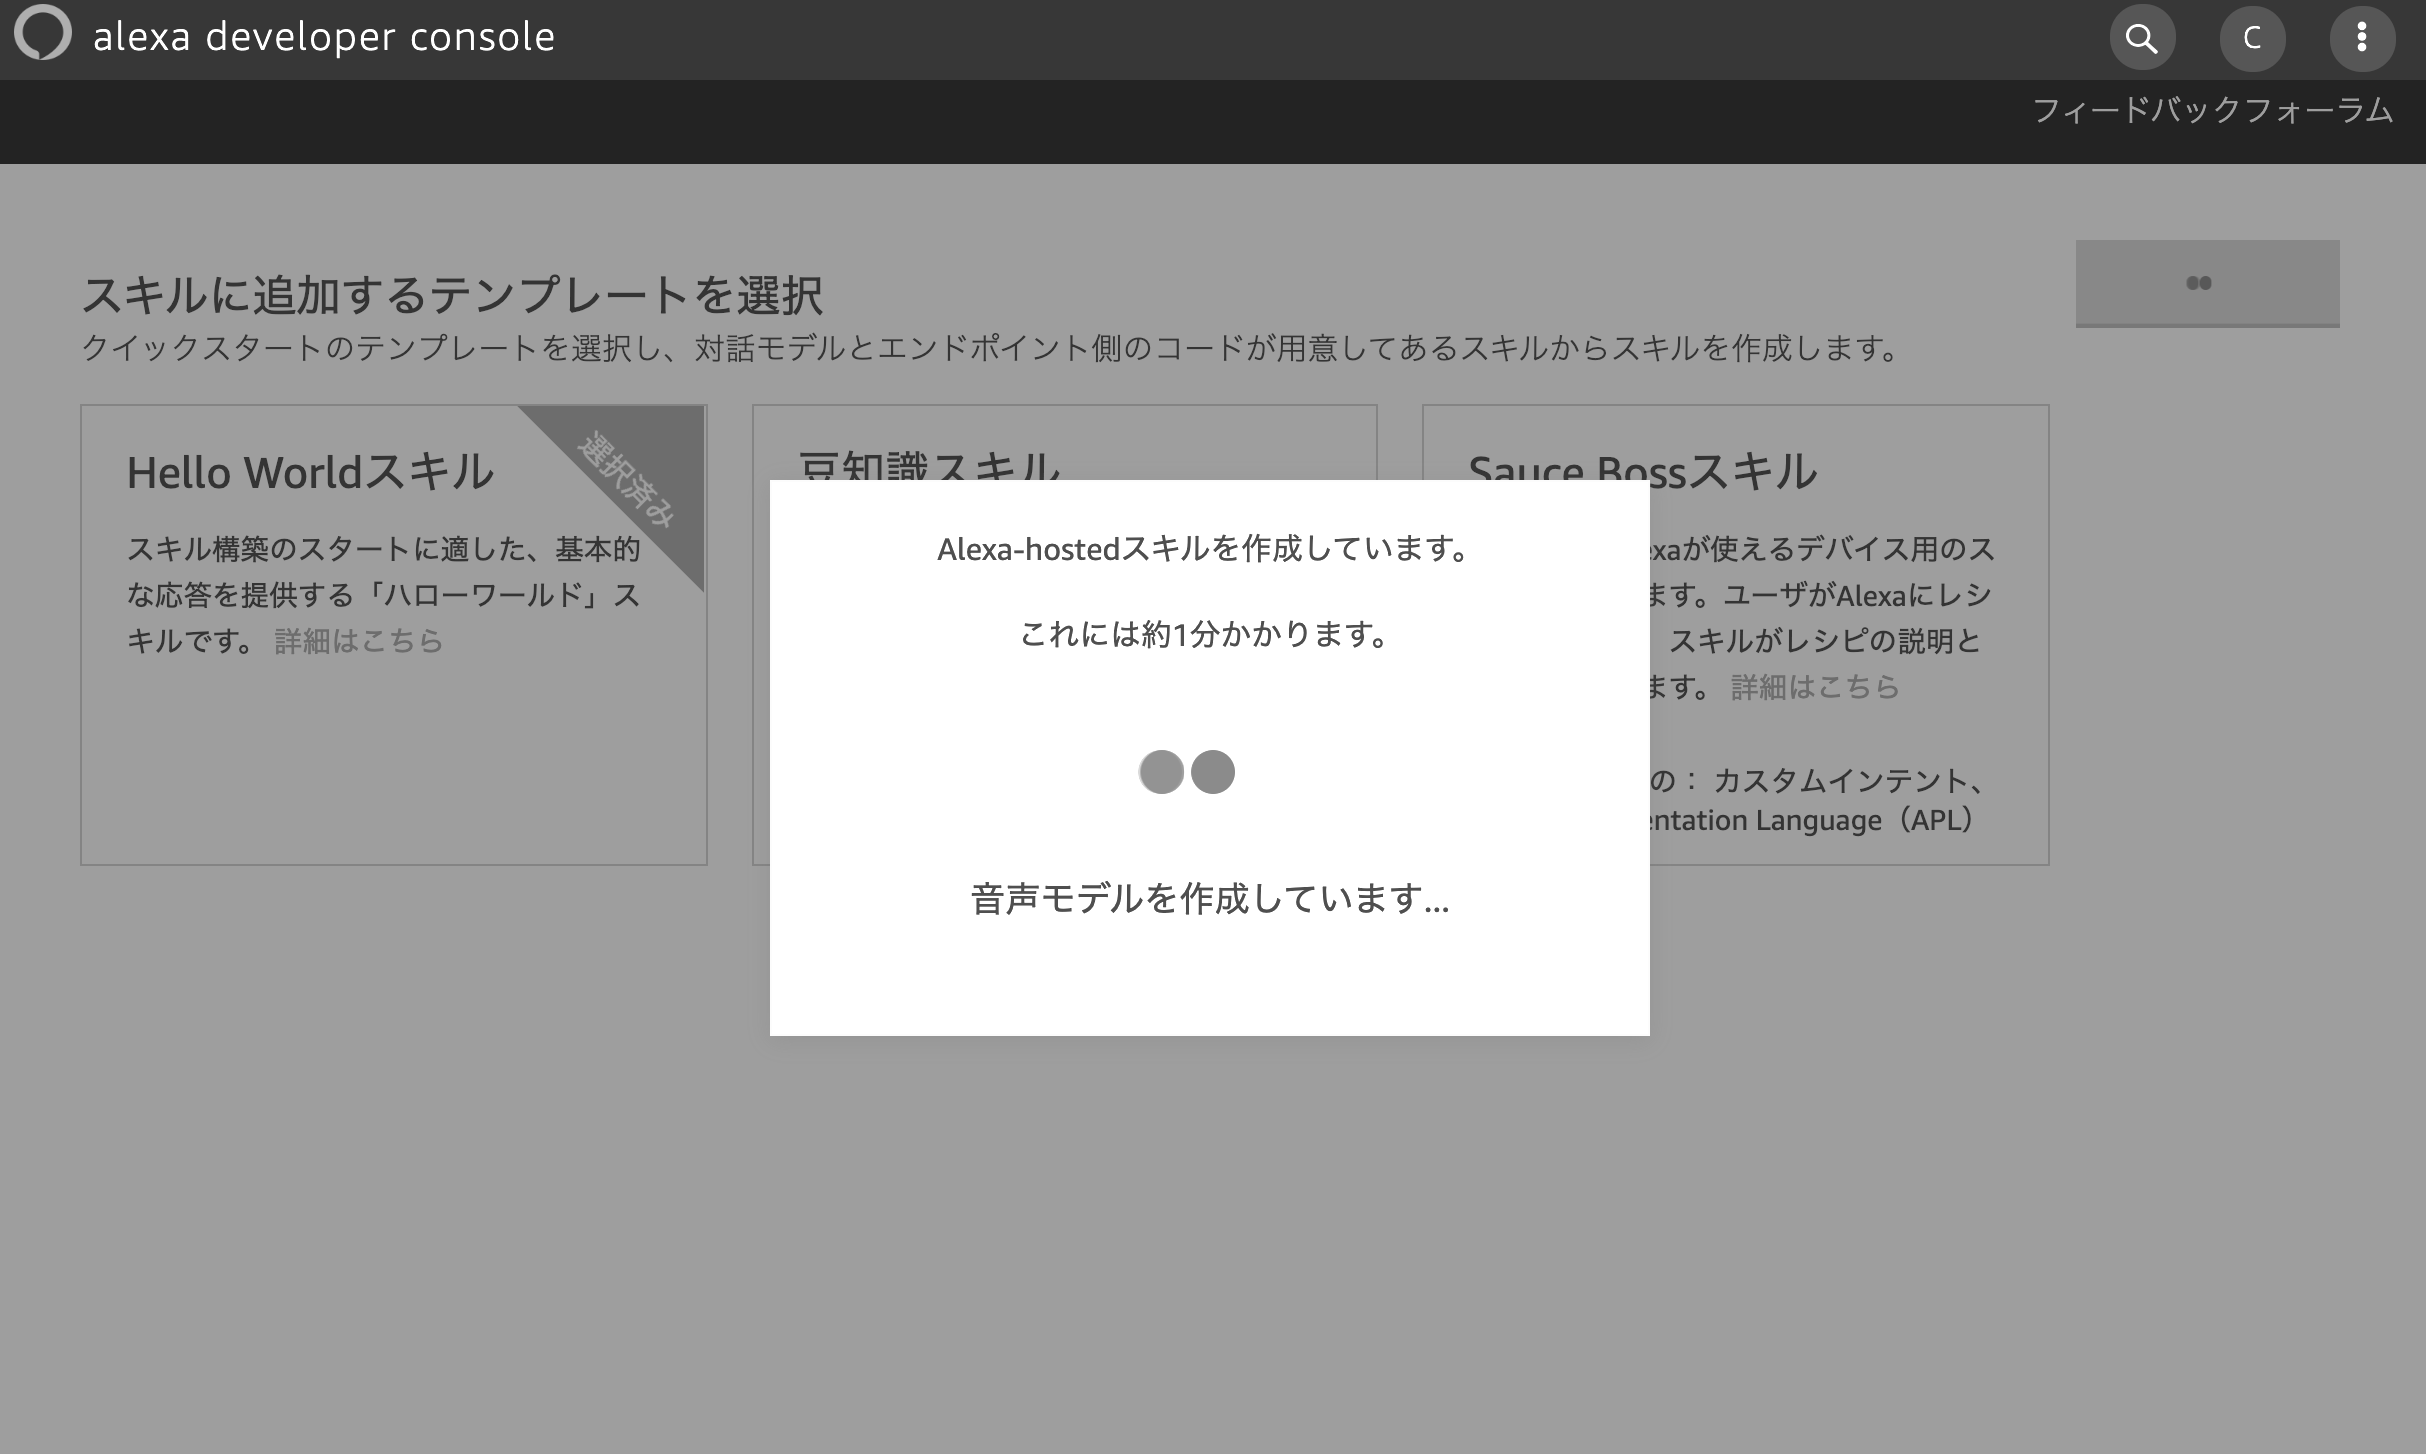 alexa developer console
C
フィードバックフォーラム
スキルに追加するテンプレートを選択
クイックスタートのテンプレートを選択し、対話モデルとエンドポイント側のコードが用意してあるスキルからスキルを作成します。
Hello Worldスキル
選択済み
スキル構築のスタートに適した、基本的
な応答を提供する「ハローワールド」ス
キルです。 詳細はこちら
豆知識スキル
Sauce Bossスキル
xaが使えるデバイス用のス
ます。ユーザがAlexaにレシ
スキルがレシピの説明と
ます。 詳細はこちら
の： カスタムインテント、
entation Language（APL）
Alexa-hostedスキルを作成しています。
これには約1分かかります。
音声モデルを作成しています...